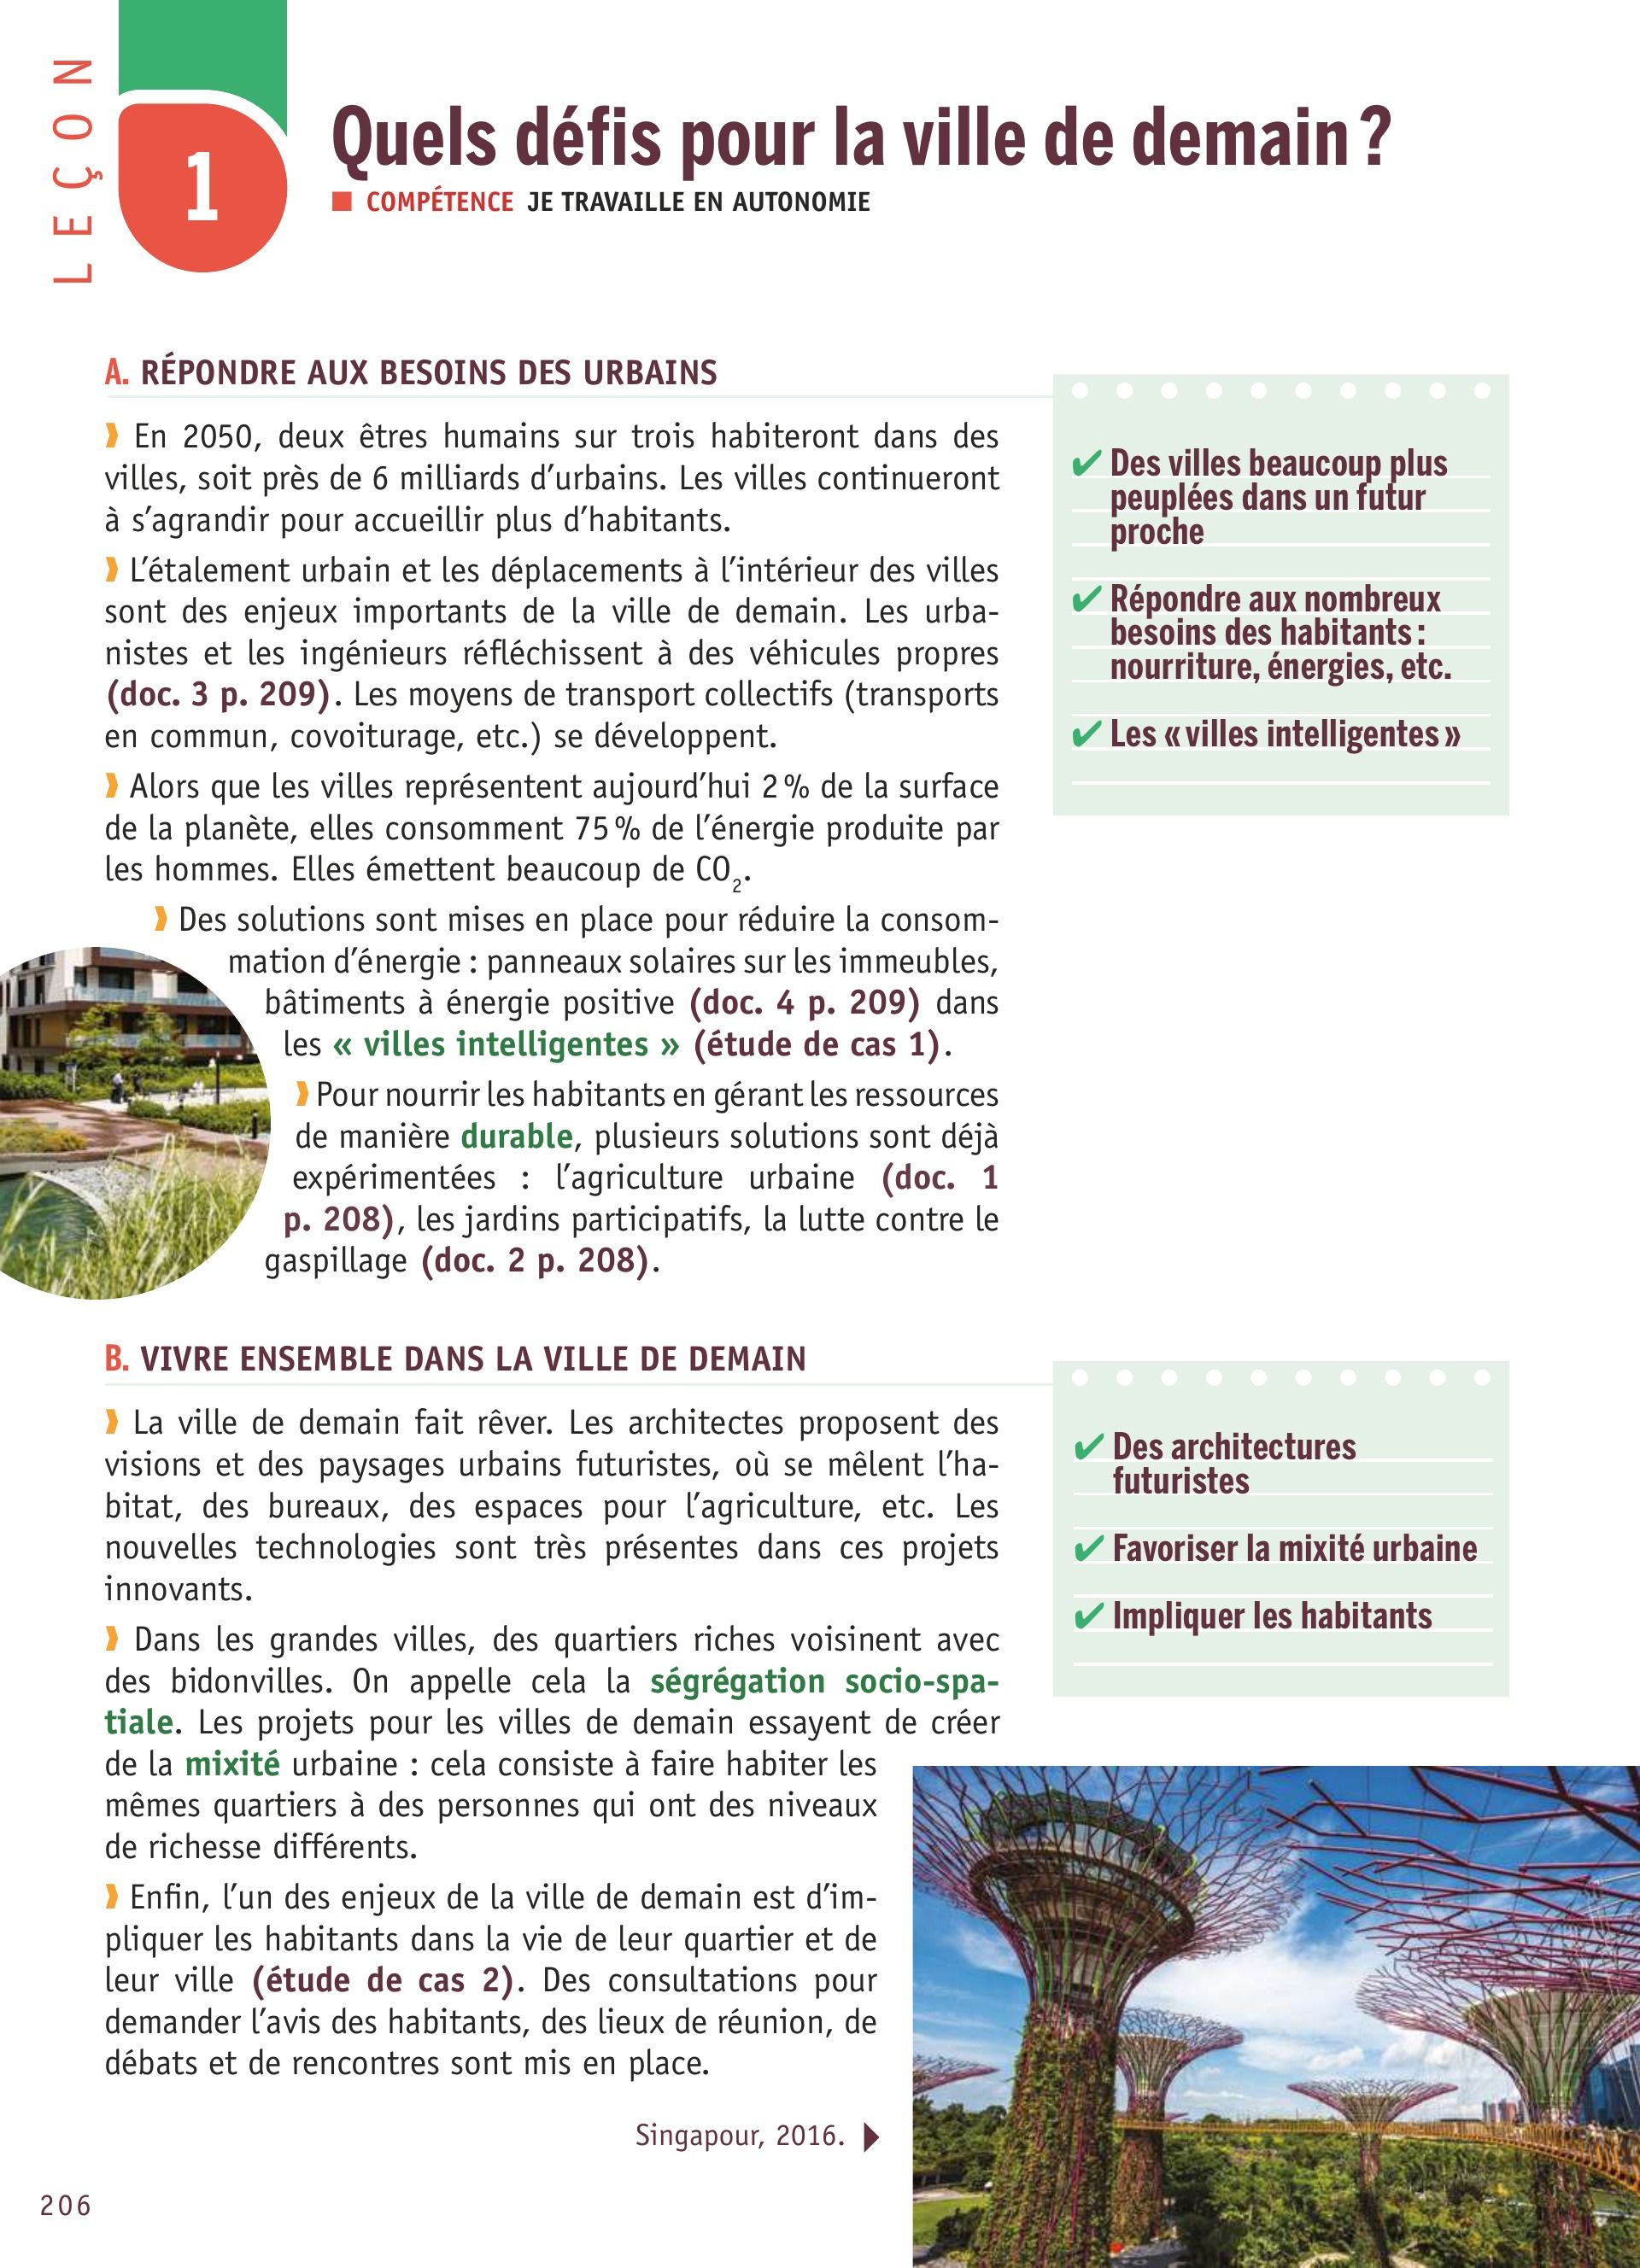 LEÇON
1
Quels défis pour la ville de demain ?
COMPÉTENCE JE TRAVAILLE EN AUTONOMIE
A. RÉPONDRE AUX BESOINS DES URBAINS
En 2050, deux êtres humains sur trois habiteront dans des
villes, soit près de 6 milliards d’urbains. Les villes continueront
à s’agrandir pour accueillir plus d’habitants.
L’étalement urbain et les déplacements à l’intérieur des villes
sont des enjeux importants de la ville de demain. Les urba-
nistes et les ingénieurs réfléchissent à des véhicules propres
(doc. 3 p. 209). Les moyens de transport collectifs (transports
en commun, covoiturage, etc.) se développent.
Alors que les villes représentent aujourd’hui 2 % de la surface
de la planète, elles consomment 75 % de l’énergie produite par
les hommes. Elles émettent beaucoup de CO₂.
Des solutions sont mises en place pour réduire la consom-
mation d’énergie : panneaux solaires sur les immeubles,
bâtiments à énergie positive (doc. 4 p. 209) dans
les « villes intelligentes » (étude de cas 1).
Pour nourrir les habitants en gérant les ressources
de manière durable, plusieurs solutions sont déjà
expérimentées : l’agriculture urbaine (doc. 1
p. 208), les jardins participatifs, la lutte contre le
gaspillage (doc. 2 p. 208).
✔ Des villes beaucoup plus
peuplées dans un futur
proche
✔ Répondre aux nombreux
besoins des habitants :
nourriture, énergies, etc.
✔ Les « villes intelligentes »
B. VIVRE ENSEMBLE DANS LA VILLE DE DEMAIN
La ville de demain fait rêver. Les architectes proposent des
visions et des paysages urbains futuristes, où se mêlent l’ha-
bitat, des bureaux, des espaces pour l’agriculture, etc. Les
nouvelles technologies sont très présentes dans ces projets
innovants.
Dans les grandes villes, des quartiers riches voisinent avec
des bidonvilles. On appelle cela la ségrégation socio-spa-
tiale. Les projets pour les villes de demain essayent de créer
de la mixité urbaine : cela consiste à faire habiter les
mêmes quartiers à des personnes qui ont des niveaux
de richesse différents.
Enfin, l’un des enjeux de la ville de demain est d’im-
pliquer les habitants dans la vie de leur quartier et de
leur ville (étude de cas 2). Des consultations pour
demander l’avis des habitants, des lieux de réunion, de
débats et de rencontres sont mis en place.
✔ Des architectures
futuristes
✔ Favoriser la mixité urbaine
✔ Impliquer les habitants
Singapour, 2016.
206